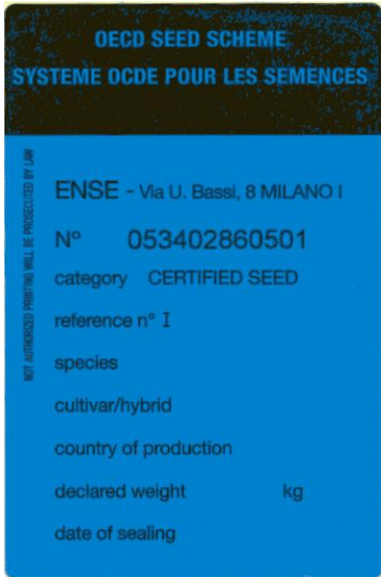 OECD SEED SCHEME
SYSTEME OCDE POUR LES SEMENCES
NOT AUTHORIZED PRINTING WILL BE PROSECUTED BY LAW
ENSE - Via U. Bassi, 8 MILANO I
N° 053402860501
category CERTIFIED SEED
reference n° I
species
cultivar/hybrid
country of production
declared weight kg
date of sealing